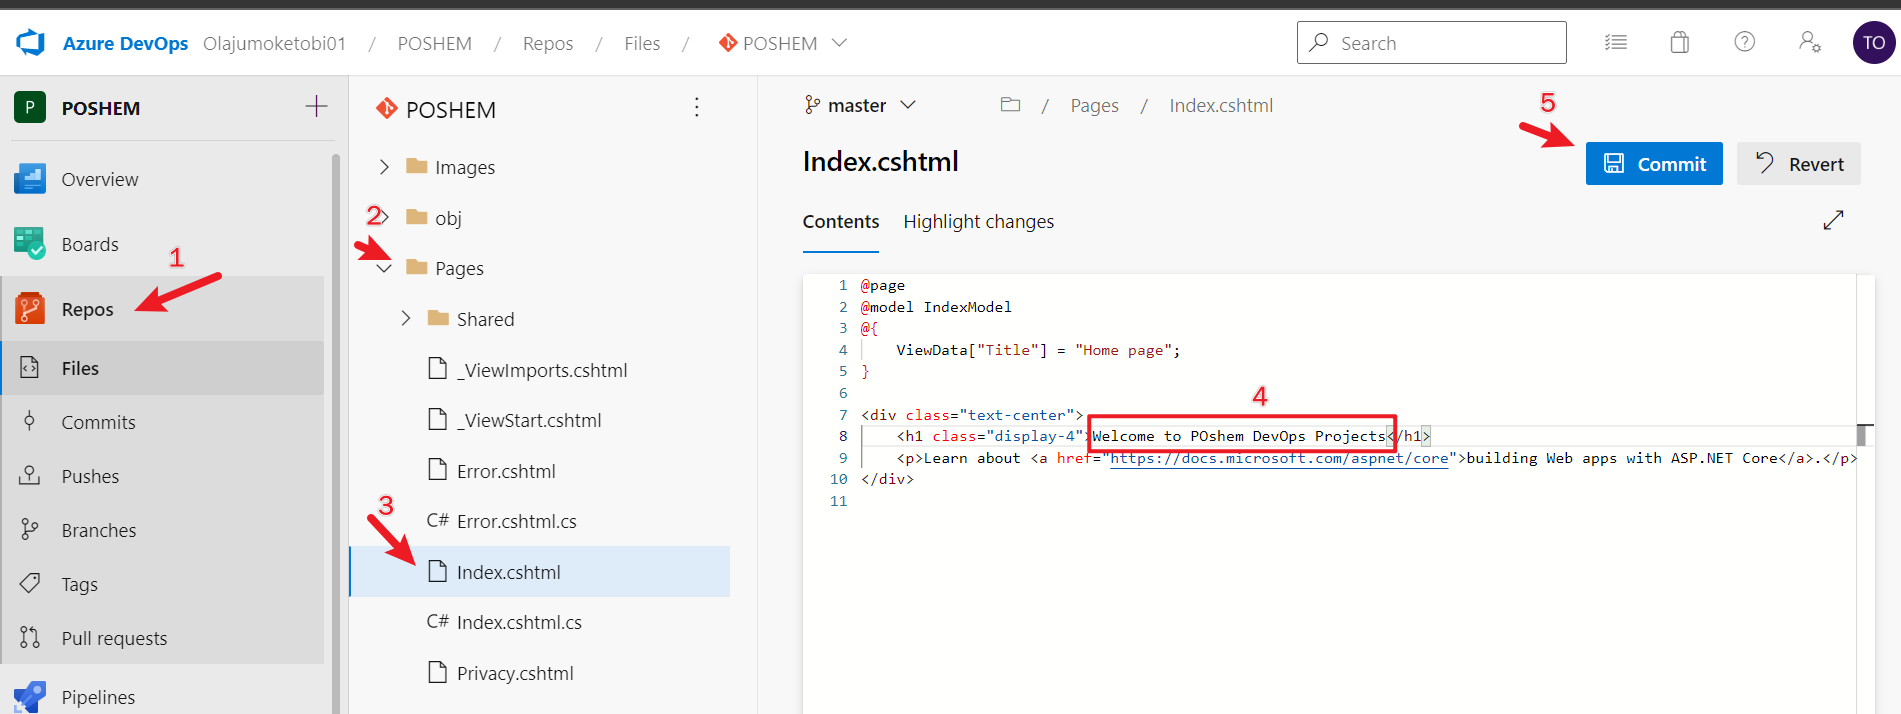 Azure DevOps Olajumoketobi01 / POSHEM / Repos / Files / POSHEM
Search
TO
P POSHEM
Overview
Boards
1
Repos
Files
Commits
Pushes
Branches
Tags
Pull requests
Pipelines
POSHEM
Images
2
obj
Pages
Shared
_ViewImports.cshtml
_ViewStart.cshtml
Error.cshtml
3
C# Error.cshtml.cs
Index.cshtml
C# Index.cshtml.cs
Privacy.cshtml
master
/ Pages / Index.cshtml
5
Index.cshtml
Commit
Revert
Contents Highlight changes
1 @page
2 @model IndexModel
3 @{
4 ViewData["Title"] = "Home page";
5 }
6
4
7 <div class="text-center">
8 <h1 class="display-4">Welcome to POshem DevOps Projects</h1>
9 <p>Learn about <a href="https://docs.microsoft.com/aspnet/core">building Web apps with ASP.NET Core</a>.</p>
10 </div>
11